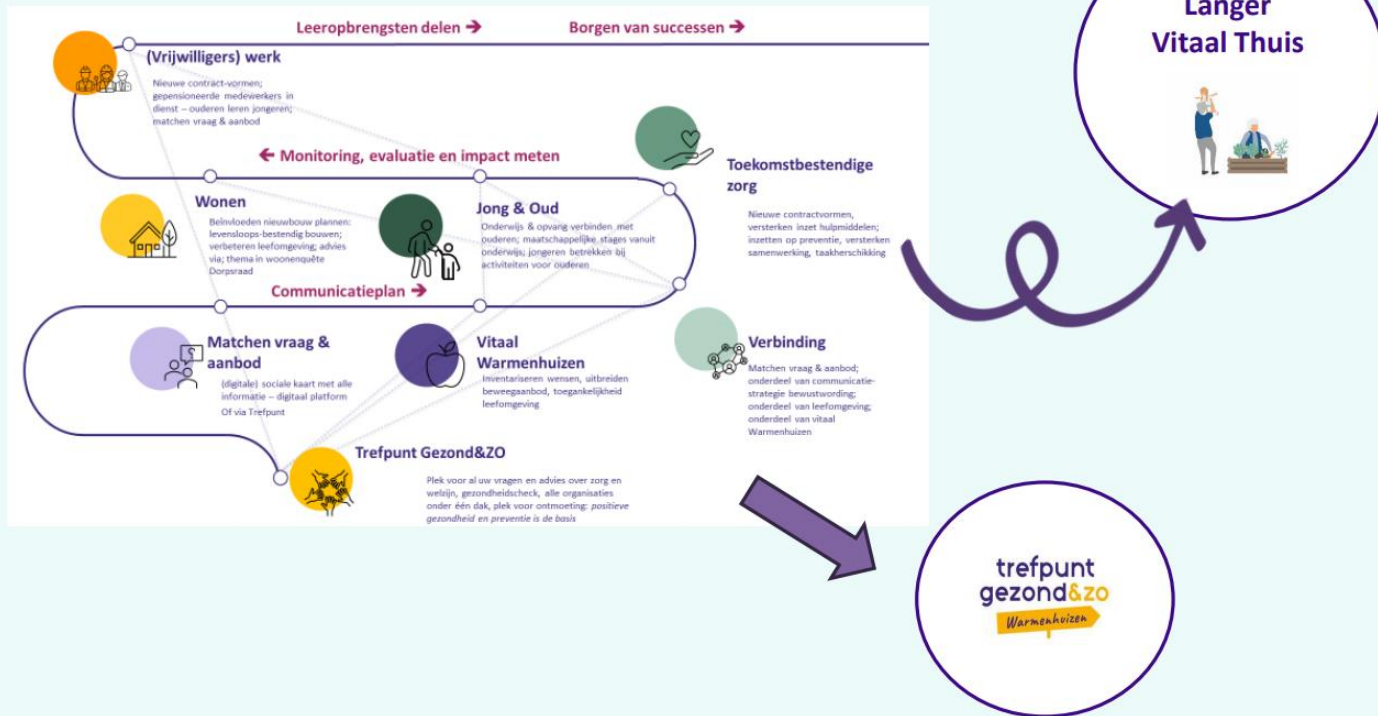 Leeropbrengsten delen → Borgen van successen →
(Vrijwilligers) werk
Nieuwe contract-vormen;
gepensioneerde medewerkers in
dienst – ouderen leren jongeren;
matchen vraag & aanbod
← Monitoring, evaluatie en impact meten
Wonen
Beïnvloeden nieuwbouw plannen:
levensloops-bestendig bouwen;
verbeteren leefomgeving; advies
via; thema in woonenquête
Dorpsraad
Jong & Oud
Onderwijs & opvang verbinden met
ouderen; maatschappelijke stages vanuit
onderwijs; jongeren betrekken bij
activiteiten voor ouderen
Toekomstbestendige
zorg
Nieuwe contractvormen,
versterken inzet hulpmiddelen;
inzetten op preventie, versterken
samenwerking, taakherschikking
Communicatieplan →
Matchen vraag &
aanbod
(digitale) sociale kaart met alle
informatie – digitaal platform
Of via Trefpunt
Vitaal
Warmenhuizen
Inventariseren wensen, uitbreiden
beweegaanbod, toegankelijkheid
leefomgeving
Verbinding
Matchen vraag & aanbod;
onderdeel van communicatie-
strategie bewustwording;
onderdeel van leefomgeving;
onderdeel van vitaal
Warmenhuizen
Trefpunt Gezond&ZO
Plek voor al uw vragen en advies over zorg en
welzijn, gezondheidscheck, alle organisaties
onder één dak, plek voor ontmoeting: positieve
gezondheid en preventie is de basis
Langer
Vitaal Thuis
trefpunt
gezond&zo
Warmenhuizen